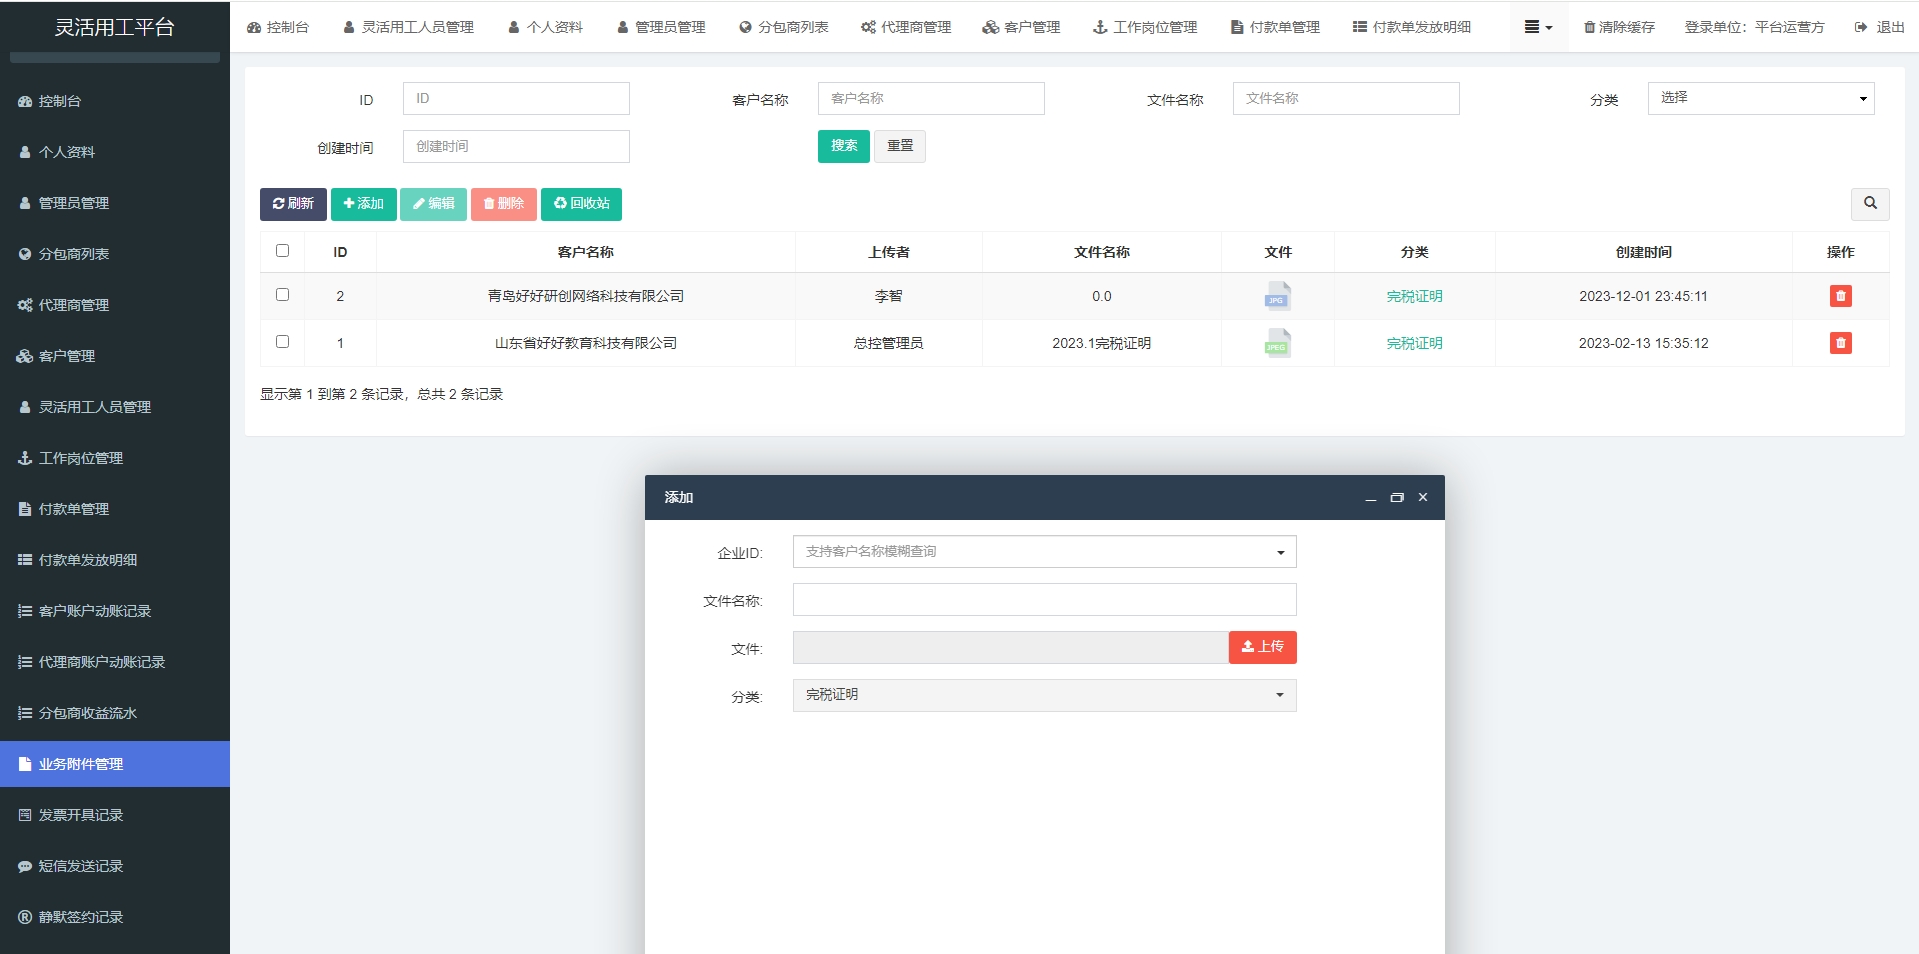 灵活用工平台
控制台
灵活用工人员管理
个人资料
管理员管理
分包商列表
代理商管理
客户管理
工作岗位管理
付款单管理
付款单发放明细
清除缓存
登录单位：平台运营方
退出
控制台
个人资料
管理员管理
分包商列表
代理商管理
客户管理
灵活用工人员管理
工作岗位管理
付款单管理
付款单发放明细
客户账户动账记录
代理商账户动账记录
分包商收益流水
业务附件管理
发票开具记录
短信发送记录
静默签约记录
ID ID 客户名称 客户名称 文件名称 文件名称 分类 选择
创建时间 创建时间 搜索 重置
刷新 添加 编辑 删除 回收站
ID 客户名称 上传者 文件名称 文件 分类 创建时间 操作
2 青岛好好研创网络科技有限公司 李智 0.0 JPG 完税证明 2023-12-01 23:45:11
1 山东省好好教育科技有限公司 总控管理员 2023.1完税证明 JPEG 完税证明 2023-02-13 15:35:12
显示第 1 到第 2 条记录，总共 2 条记录
添加
企业ID: 支持客户名称模糊查询
文件名称:
文件: 上传
分类: 完税证明